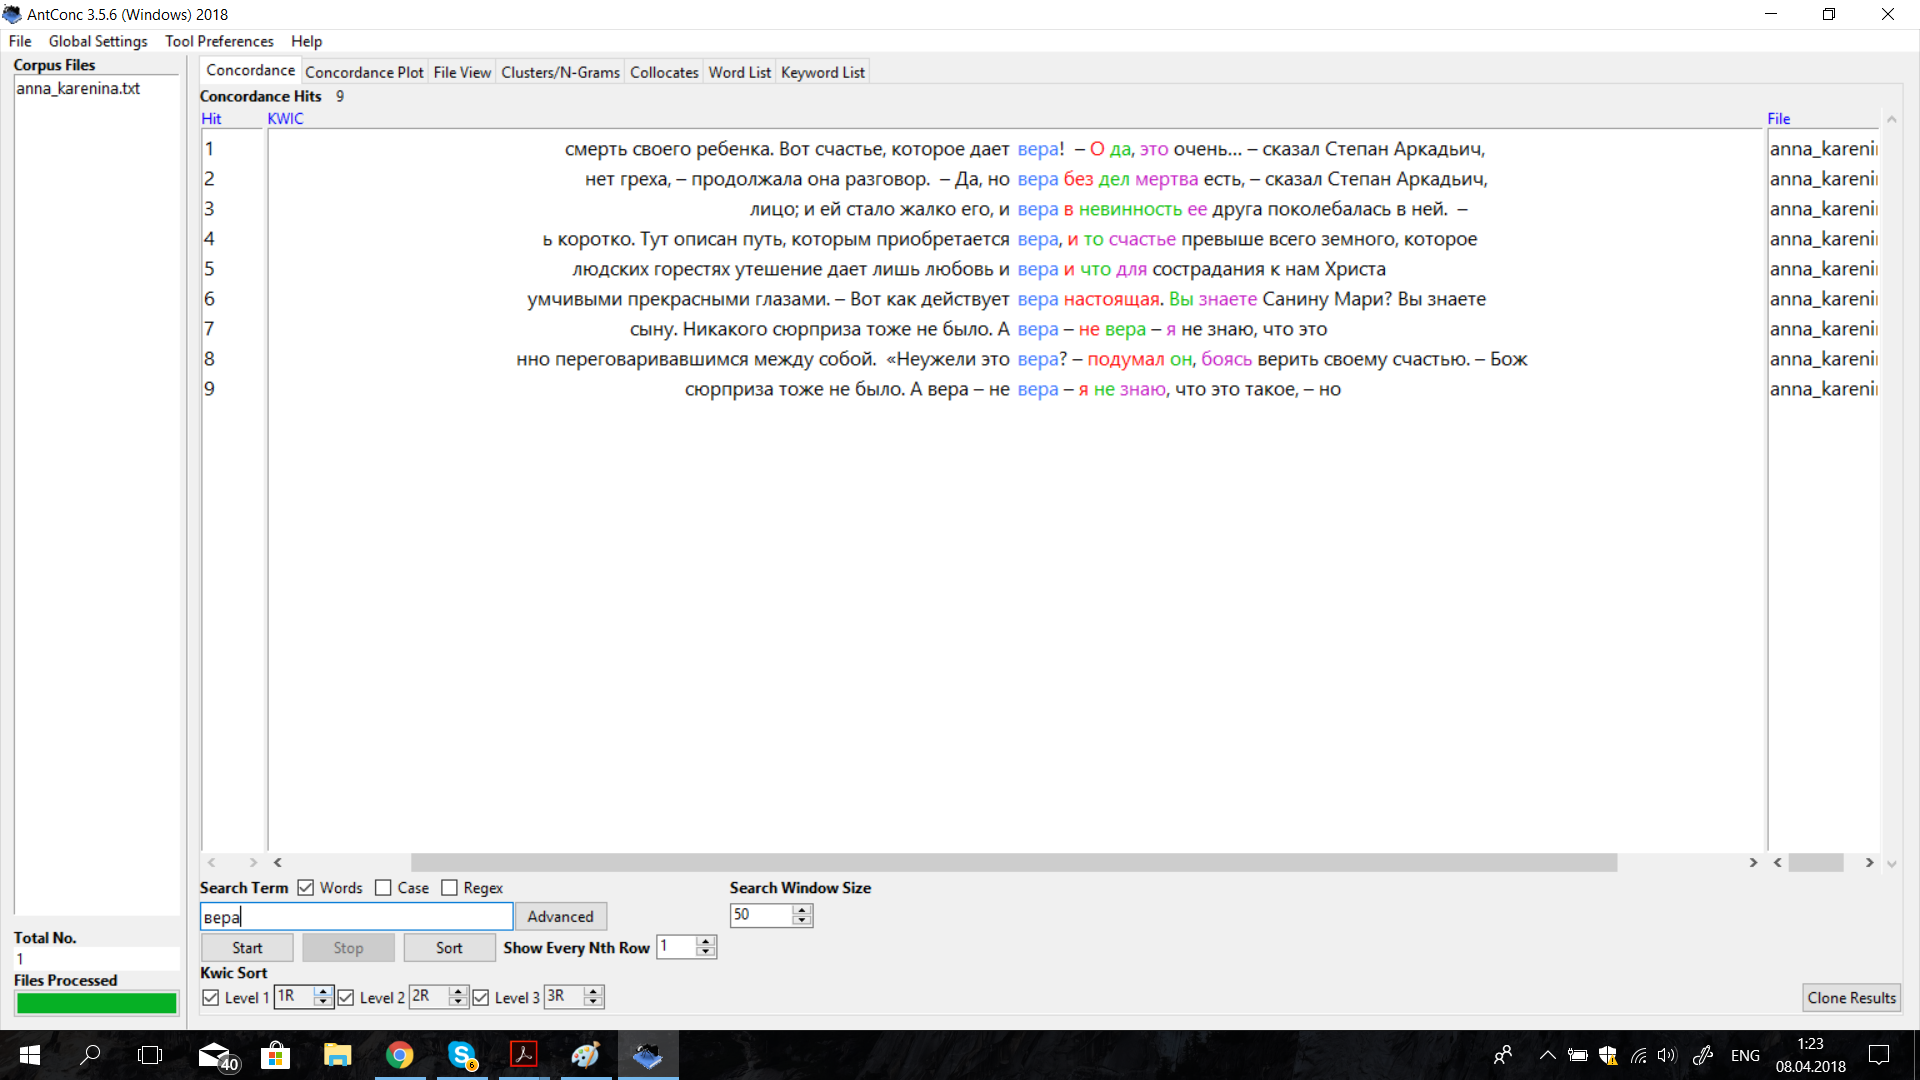 AntConc 3.5.6 (Windows) 2018
File Global Settings Tool Preferences Help
Corpus Files
anna_karenina.txt
Concordance Concordance Plot File View Clusters/N-Grams Collocates Word List Keyword List
Concordance Hits 9
Hit KWIC File
1 смерть своего ребенка. Вот счастье, которое дает вера! – О да, это очень... – сказал Степан Аркадьич, anna_karenin
2 нет греха, – продолжала она разговор. – Да, но вера без дел мертва есть, – сказал Степан Аркадьич, anna_karenin
3 лицо; и ей стало жалко его, и вера в невинность ее друга поколебалась в ней. – anna_karenin
4 ь коротко. Тут описан путь, которым приобретается вера, и то счастье превыше всего земного, которое anna_karenin
5 людских горестях утешение дает лишь любовь и вера и что для сострадания к нам Христа anna_karenin
6 умчивыми прекрасными глазами. – Вот как действует вера настоящая. Вы знаете Санину Мари? Вы знаете anna_karenin
7 сыну. Никакого сюрприза тоже не было. А вера – не вера – я не знаю, что это anna_karenin
8 нно переговаривавшимся между собой. «Неужели это вера? – подумал он, боясь верить своему счастью. – Бож anna_karenin
9 сюрприза тоже не было. А вера – не вера – я не знаю, что это такое, – но anna_karenin
Search Term Words Case Regex Search Window Size
вера Advanced 50
Start Stop Sort Show Every Nth Row 1
Kwic Sort
Level 1 1R Level 2 2R Level 3 3R Clone Results
Total No.
1
Files Processed
40 6 ENG 1:23
08.04.2018